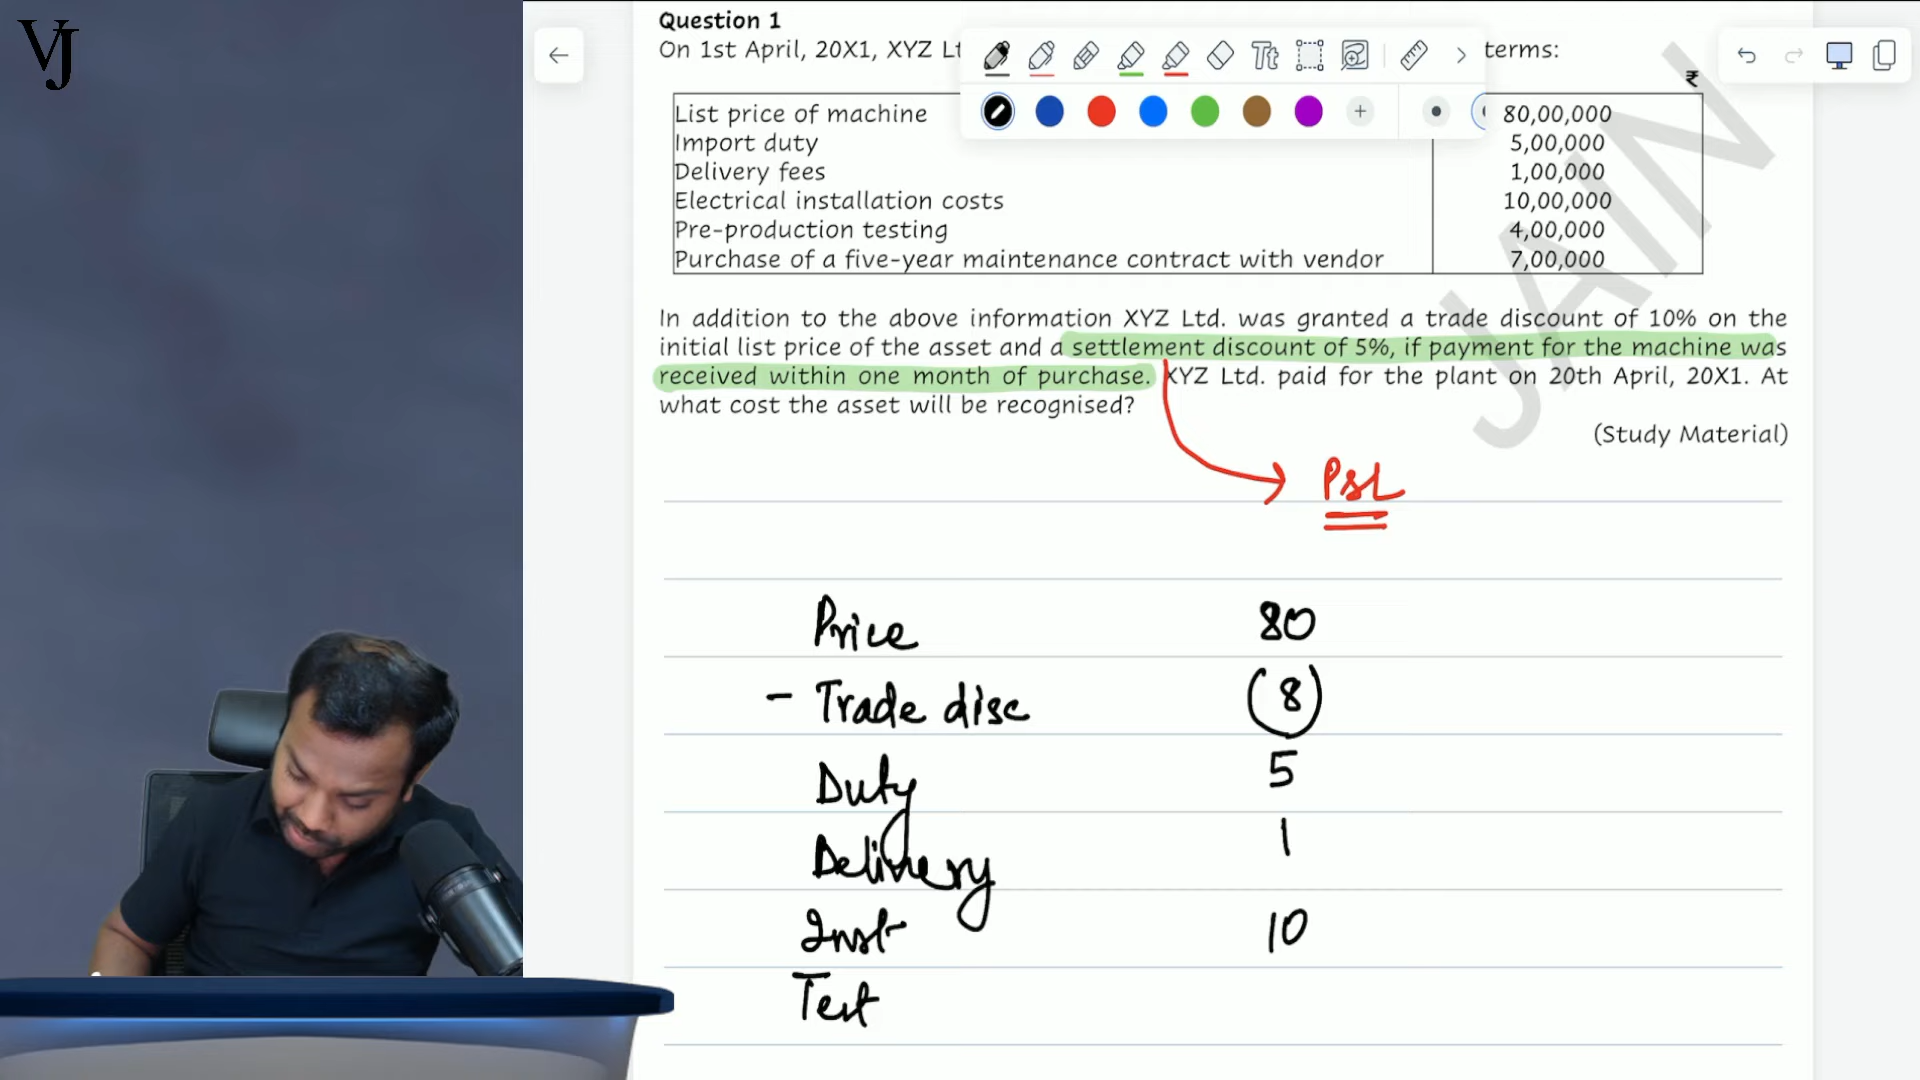 VJ
Question 1
On 1st April, 20X1, XYZ Lt terms:
₹
List price of machine 80,00,000
Import duty 5,00,000
Delivery fees 1,00,000
Electrical installation costs 10,00,000
Pre-production testing 4,00,000
Purchase of a five-year maintenance contract with vendor 7,00,000
In addition to the above information XYZ Ltd. was granted a trade discount of 10% on the
initial list price of the asset and a settlement discount of 5%, if payment for the machine was
received within one month of purchase. XYZ Ltd. paid for the plant on 20th April, 20X1. At
what cost the asset will be recognised?
(Study Material)
JAIN
P&L
Price 80
- Trade disc (8)
Duty 5
Delivery 1
Inst 10
Test
Tt